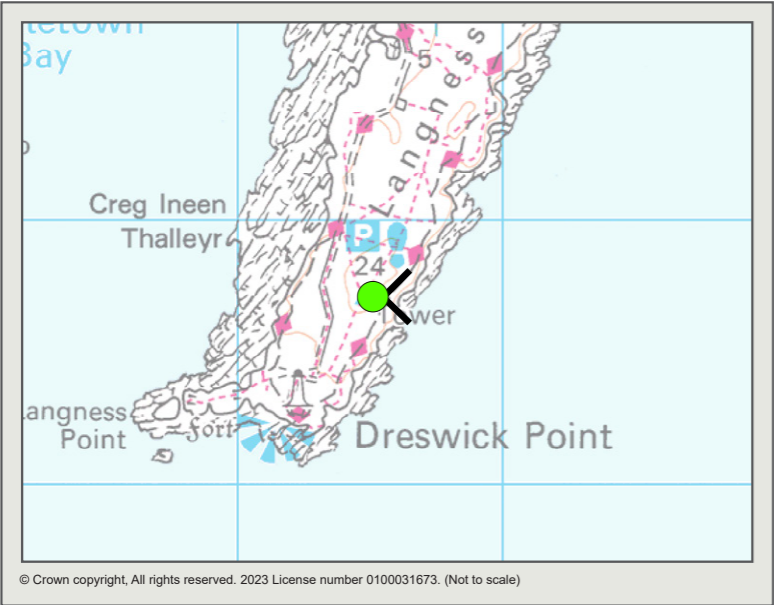 letown
Bay
5
Langness
Creg Ineen
Thalleyr
P
24
Tower
Langness
Point
fort
Dreswick Point
© Crown copyright, All rights reserved. 2023 License number 0100031673. (Not to scale)